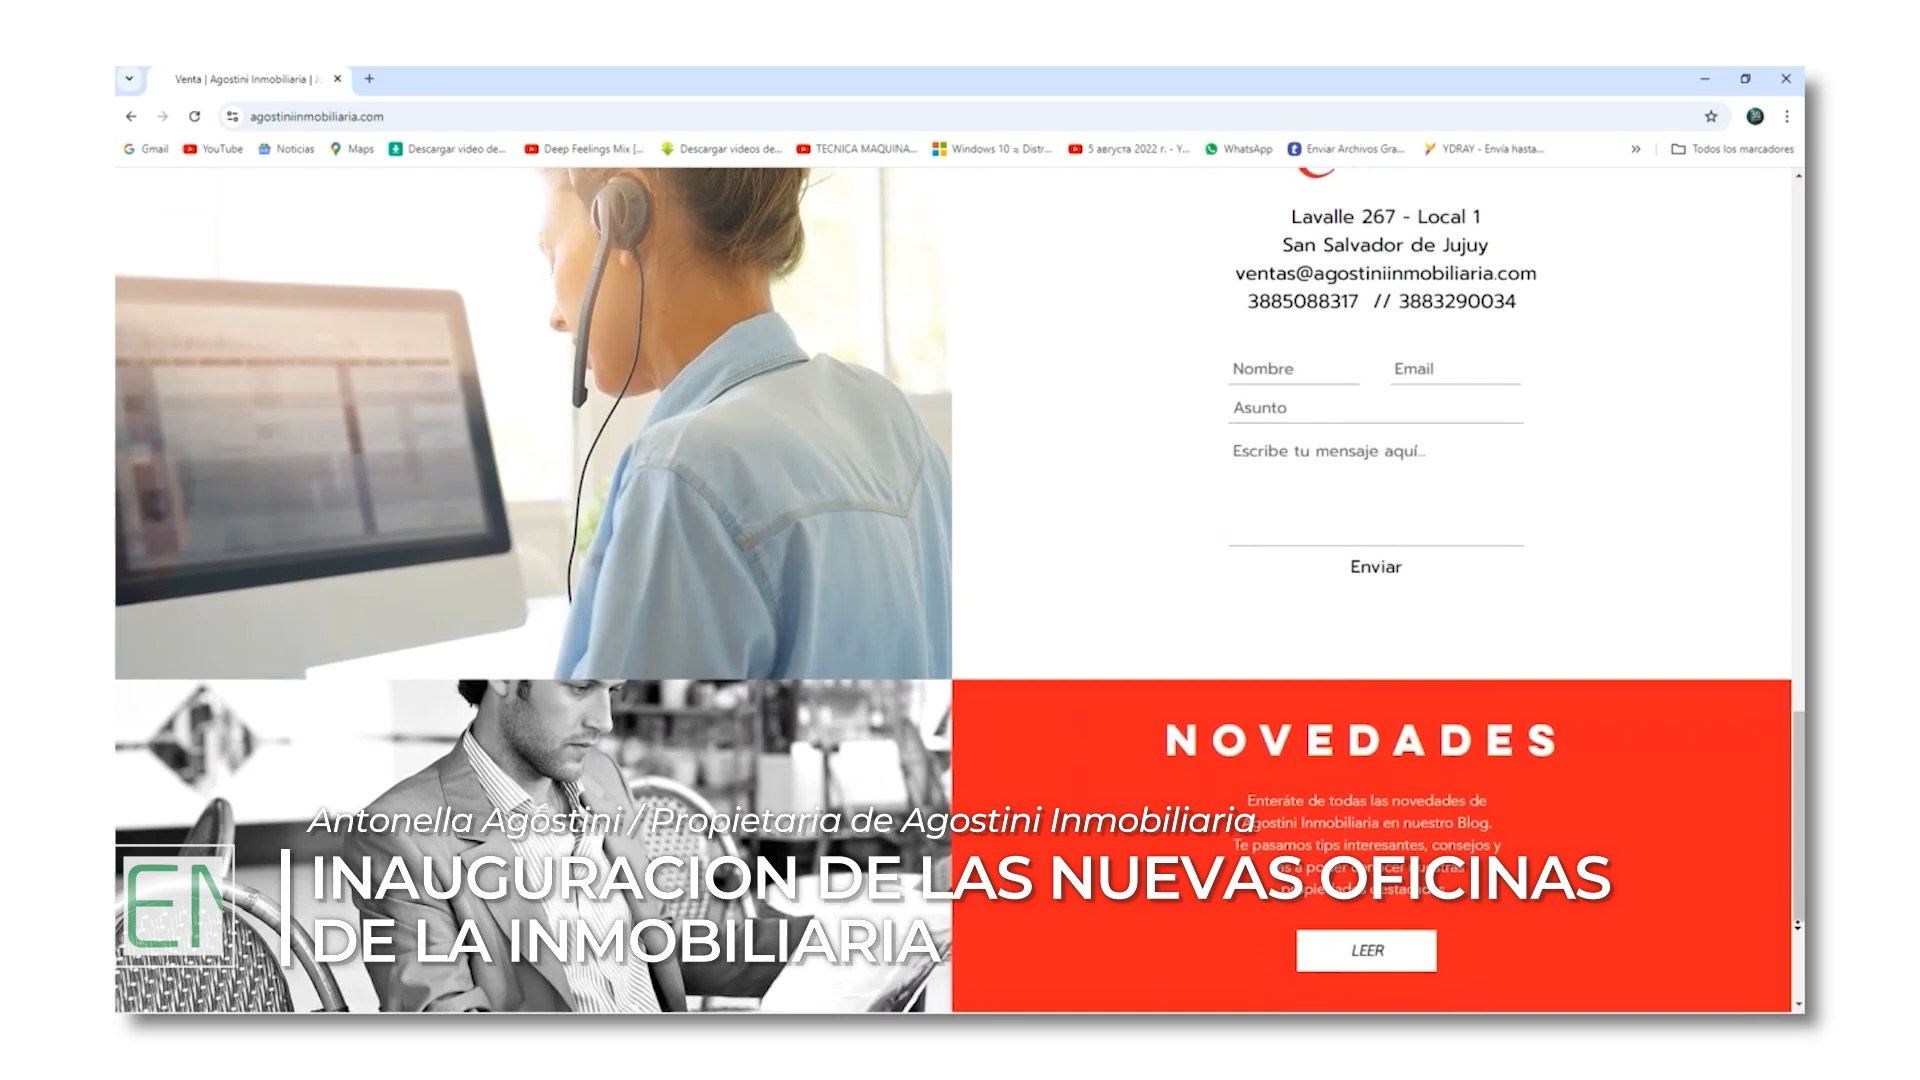 Venta | Agostini Inmobiliaria | J
agostiniinmobiliaria.com
Gmail
YouTube
Noticias
Maps
Descargar video de...
Deep Feelings Mix [...
Descargar videos de...
TECNICA MAQUINA...
Windows 10 ≥ Distr...
5 августа 2022 г. - Y...
WhatsApp
Enviar Archivos Gra...
YDRAY - Envía hasta...
Todos los marcadores
Lavalle 267 - Local 1
San Salvador de Jujuy
ventas@agostiniinmobiliaria.com
3885088317 // 3883290034
Nombre
Email
Asunto
Escribe tu mensaje aquí...
Enviar
NOVEDADES
Enteráte de todas las novedades de
Agostini Inmobiliaria en nuestro Blog.
Te pasamos tips interesantes, consejos y
LEER
Antonella Agostini / Propietaria de Agostini Inmobiliaria
INAUGURACION DE LAS NUEVAS OFICINAS
DE LA INMOBILIARIA
EN